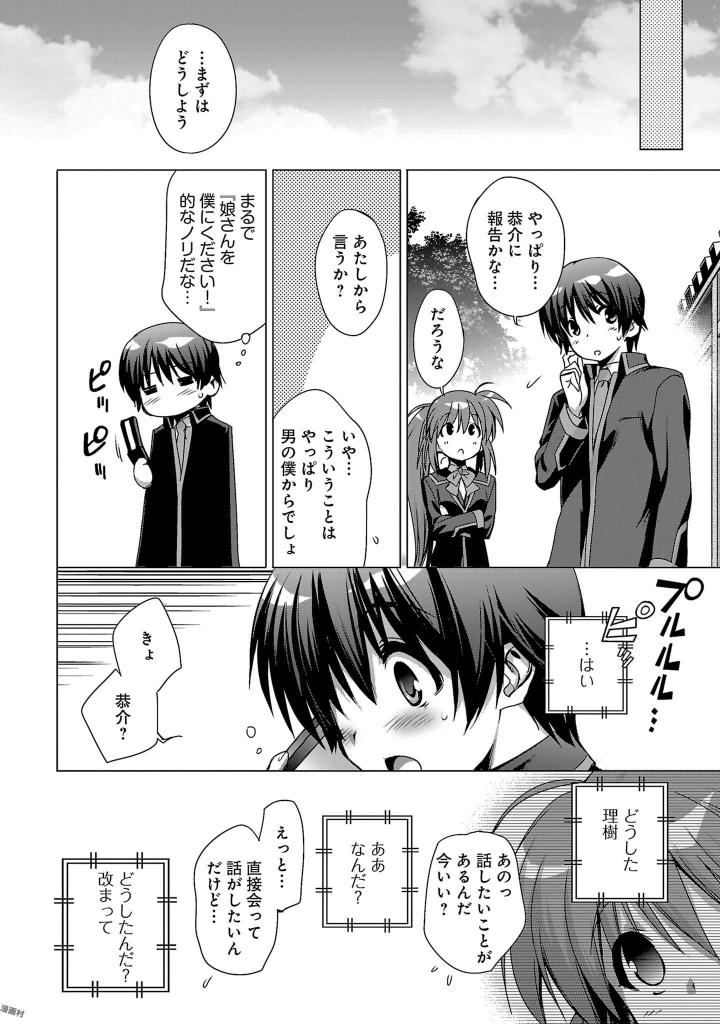 …まずは
どうしよう
やっぱり…
恭介に
報告かな…
だろうな
あたしから
言うか?
いや…
こういうことは
やっぱり
男の僕からでしょ
まるで
『娘さんを
僕にください!』
的なノリだな…
ピッ
ピッ
プルルル…
ピッ
…はい
きょ
恭介?
どうした
理樹
あのっ
話したいことが
あるんだ
今いい?
ああ
なんだ?
えっと…
直接会って
話がしたいん
だけど…
どうしたんだ?
改まって
漫画村